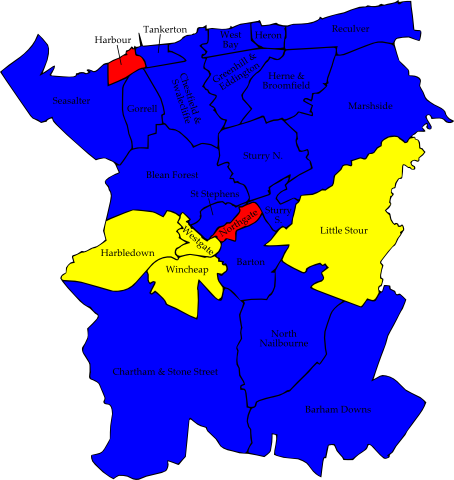 Tankerton
Harbour
West
Bay
Heron
Reculver
Greenhill &
Eddington
Herne &
Broomfield
Seasalter
Gorrell
Chestfield &
Swalecliffe
Marshside
Sturry N.
Blean Forest
St Stephens
Northgate
Sturry
S.
Little Stour
Westgate
Harbledown
Wincheap
Barton
North
Nailbourne
Chartham & Stone Street
Barham Downs